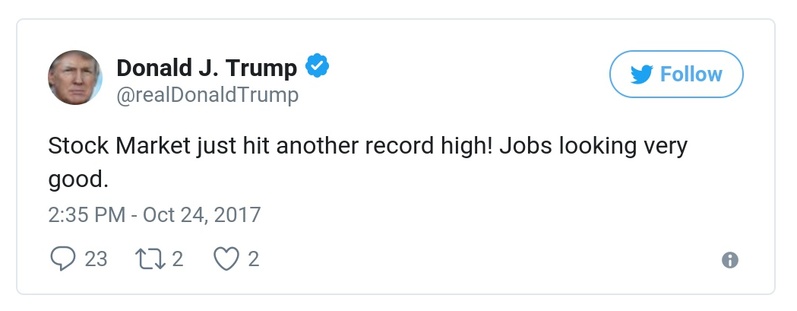 Donald J. Trump
@realDonaldTrump
Follow
Stock Market just hit another record high! Jobs looking very
good.
2:35 PM - Oct 24, 2017
23 2 2